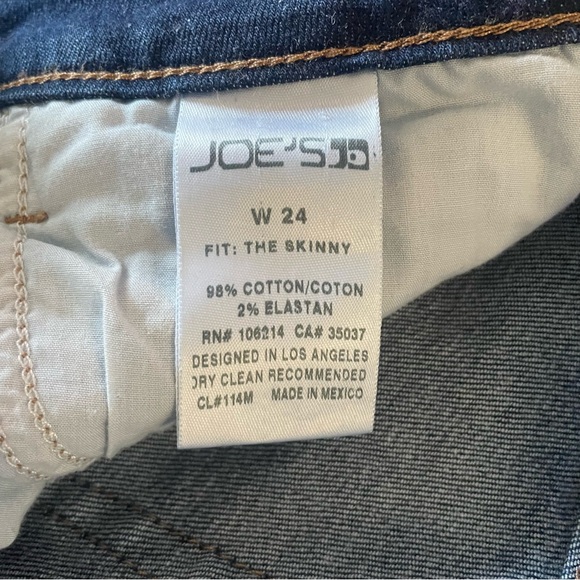 JOE'S
W 24
FIT: THE SKINNY
98% COTTON/COTON
2% ELASTAN
RN# 106214 CA# 35037
DESIGNED IN LOS ANGELES
DRY CLEAN RECOMMENDED
CL#114M MADE IN MEXICO